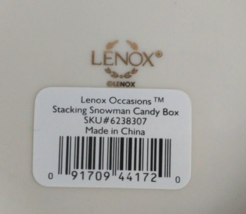 LENOX®
©LENOX
Lenox Occasions™
Stacking Snowman Candy Box
SKU#6238307
Made in China
0 91709 44172 0